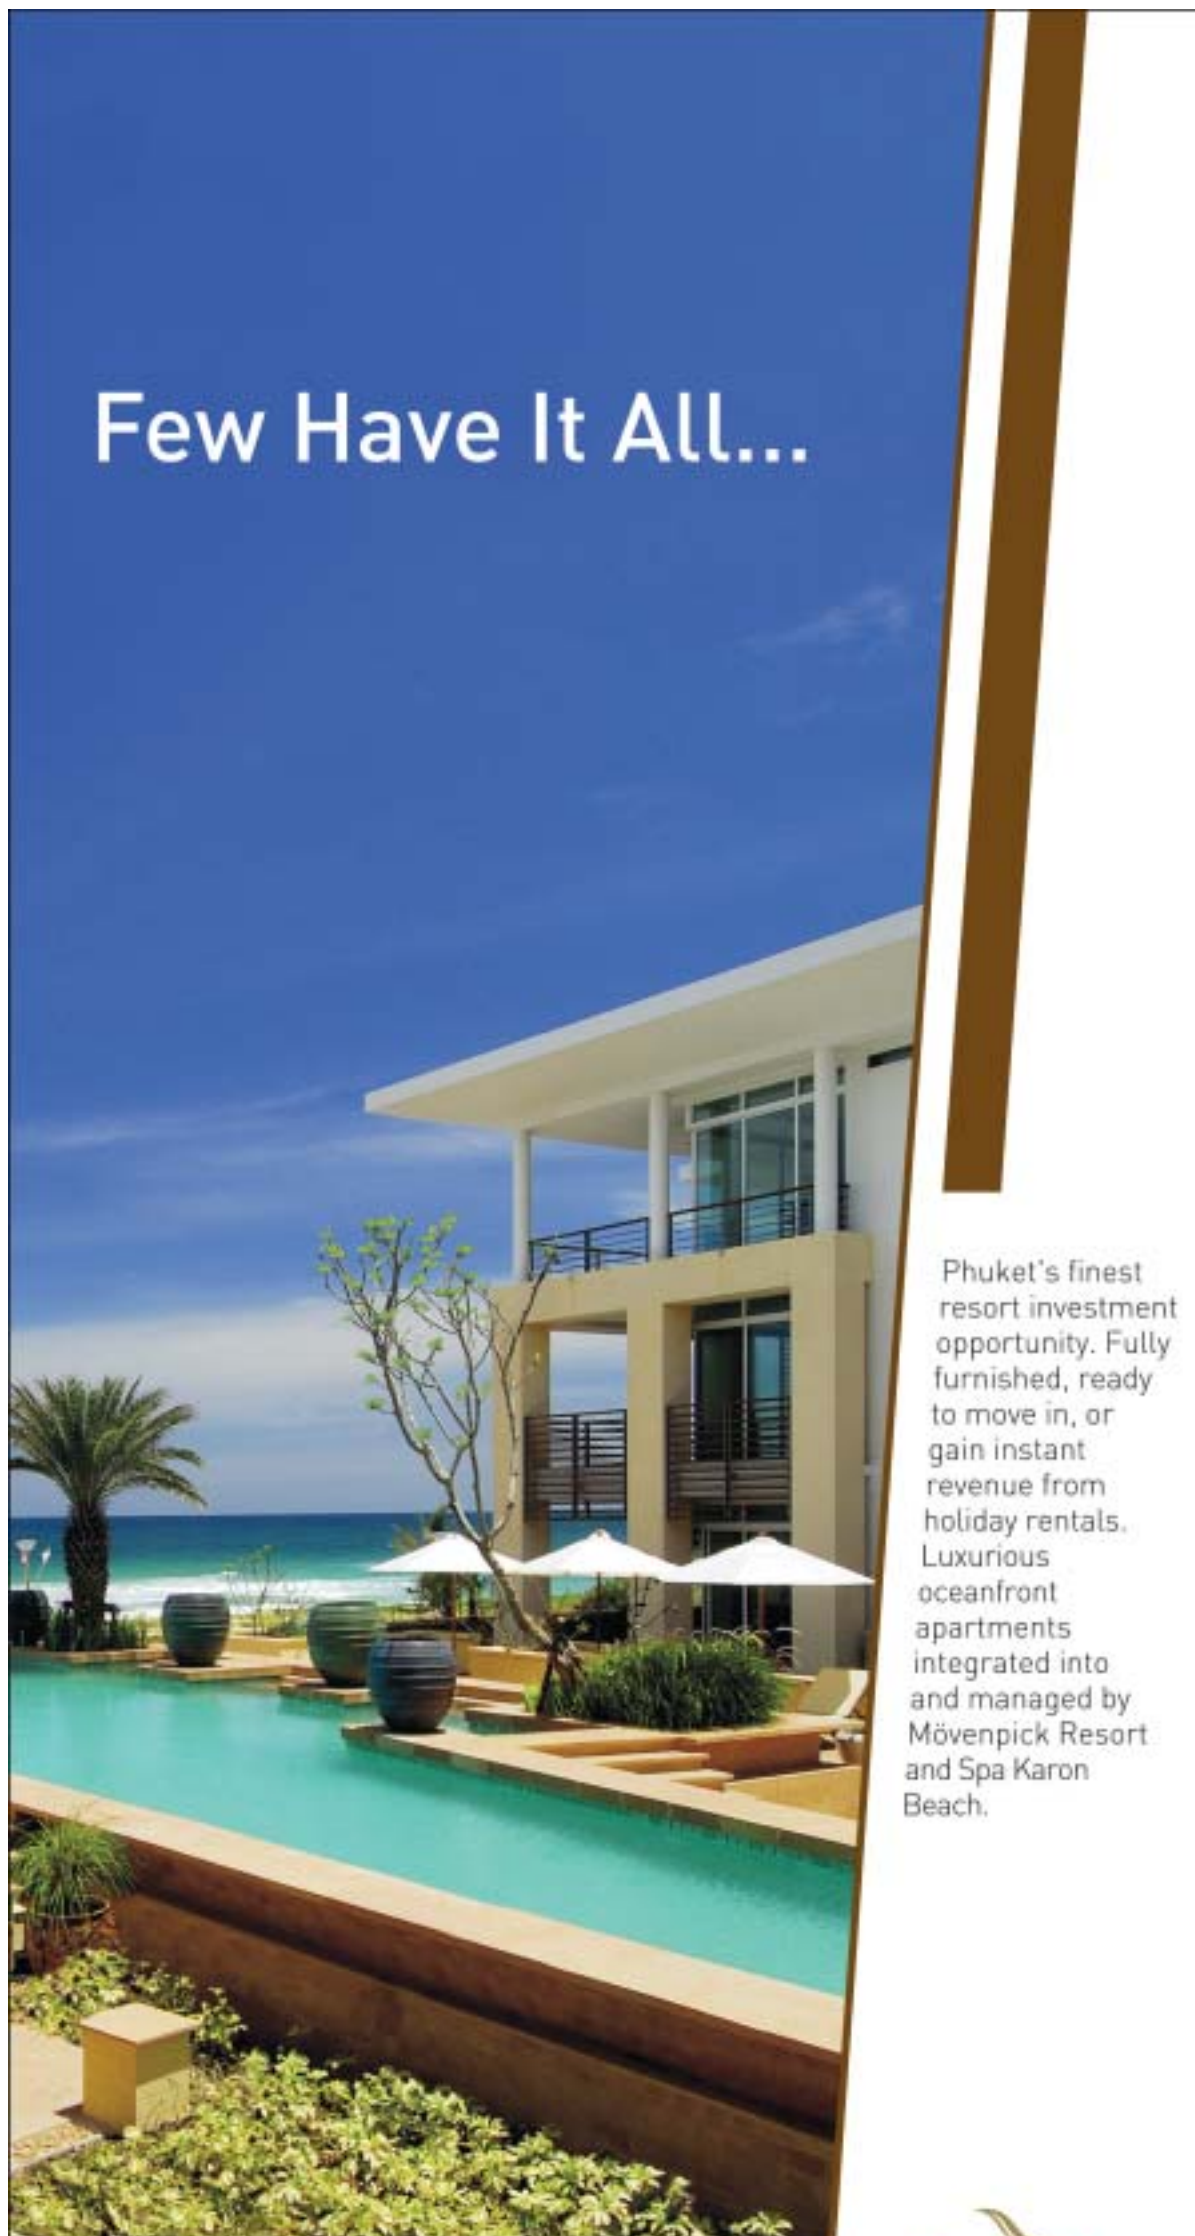 Few Have It All...
Phuket's finest
resort investment
opportunity. Fully
furnished, ready
to move in, or
gain instant
revenue from
holiday rentals.
Luxurious
oceanfront
apartments
integrated into
and managed by
Mövenpick Resort
and Spa Karon
Beach.